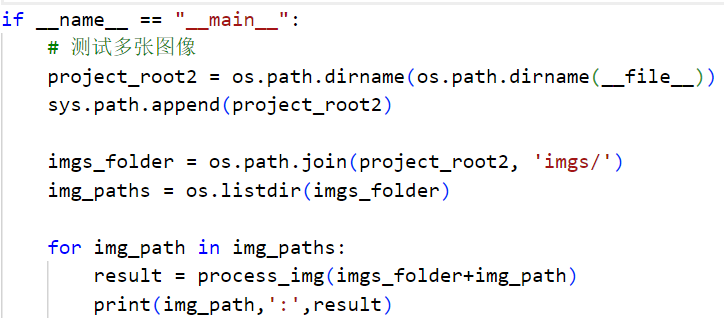 if __name__ == "__main__":
    # 测试多张图像
    project_root2 = os.path.dirname(os.path.dirname(__file__))
    sys.path.append(project_root2)

    imgs_folder = os.path.join(project_root2, 'imgs/')
    img_paths = os.listdir(imgs_folder)

    for img_path in img_paths:
        result = process_img(imgs_folder+img_path)
        print(img_path,':',result)